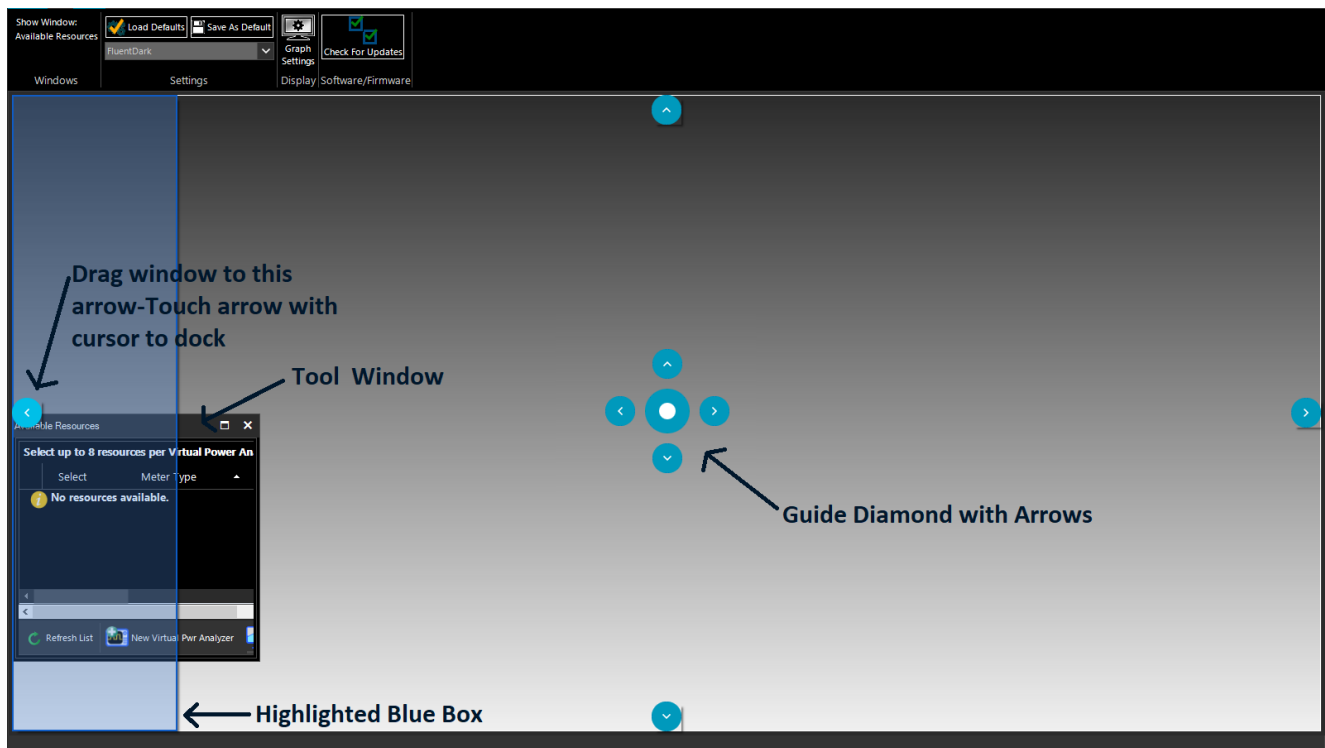 Show Window:
Available Resources
Load Defaults
Save As Default
FluentDark
Graph
Settings
Check For Updates
Windows
Settings
Display
Software/Firmware
Drag window to this
arrow-Touch arrow with
cursor to dock
Tool Window
Available Resources
Select up to 8 resources per Virtual Power An
Select
Meter Type
No resources available.
Guide Diamond with Arrows
Refresh List
New Virtual Pwr Analyzer
Highlighted Blue Box